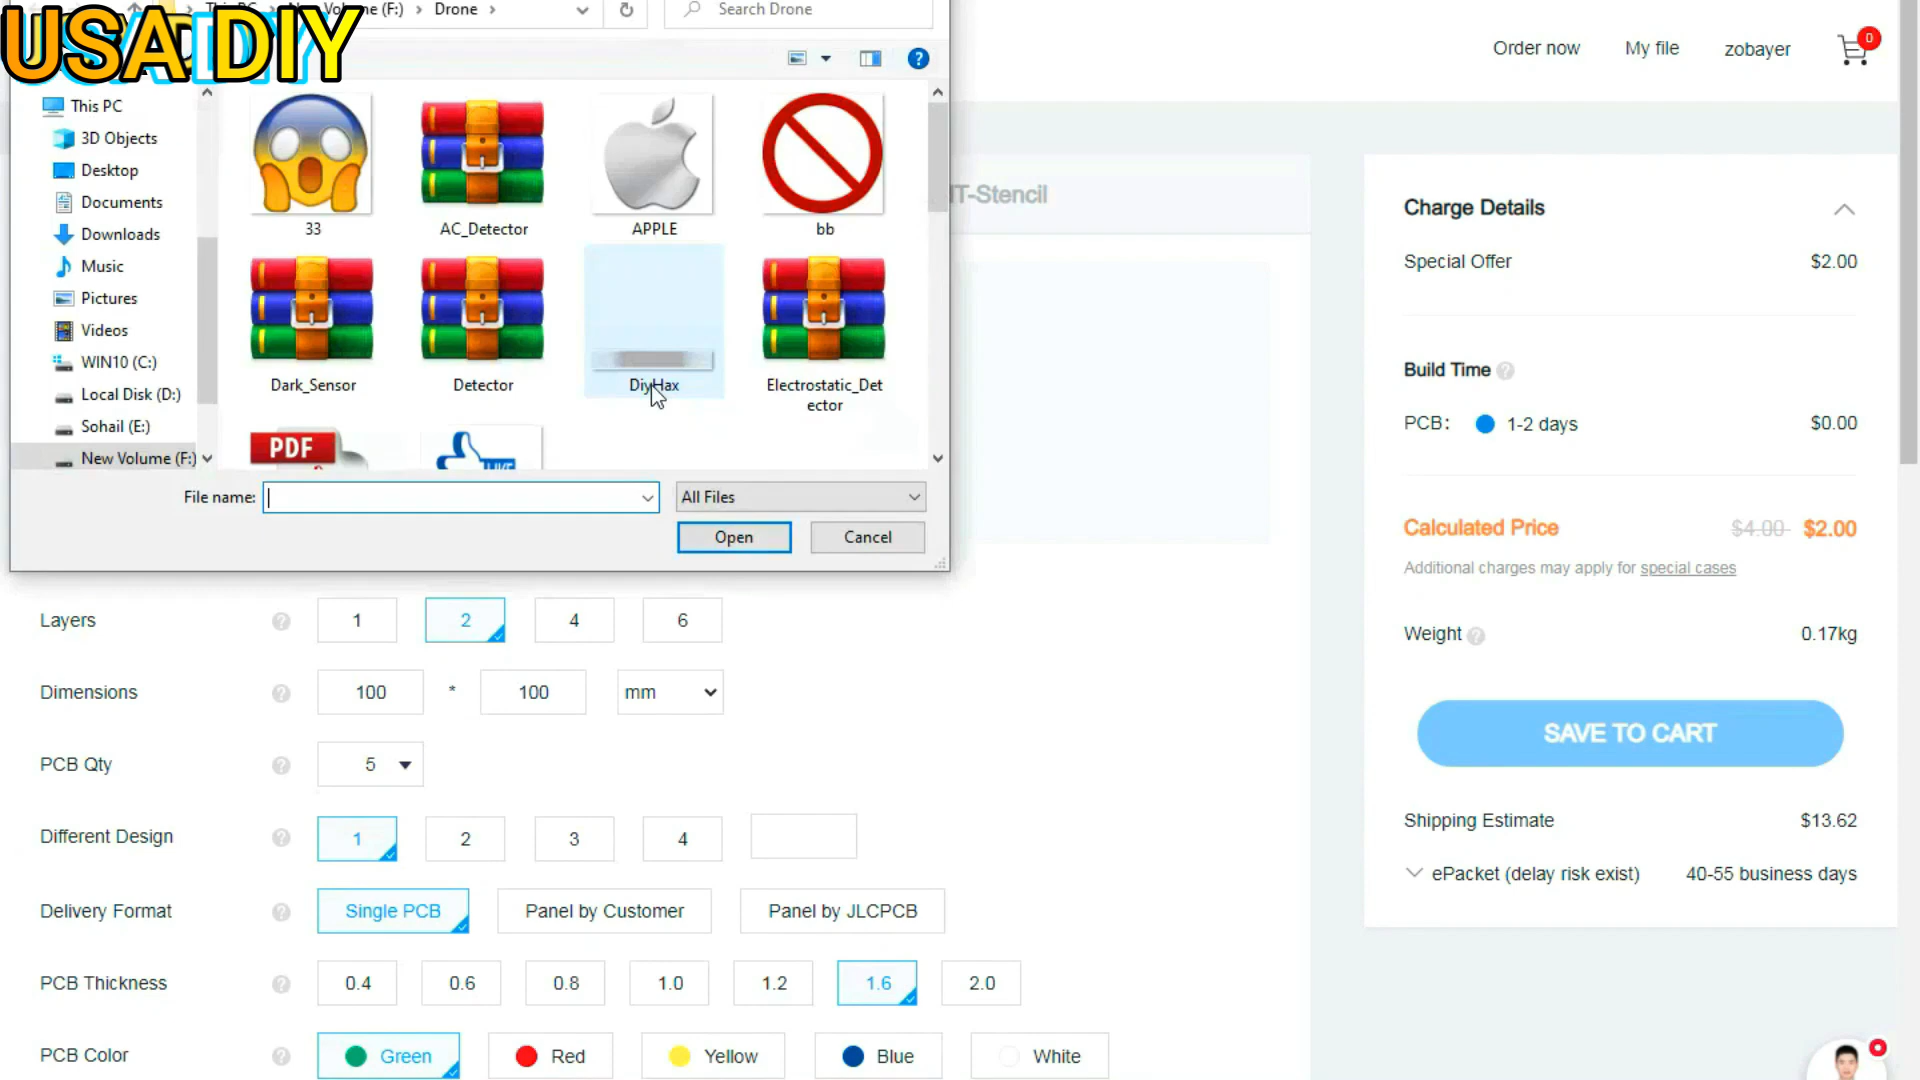 USA DIY
Volume (F:) > Drone >
Search Drone
Order now
My file
zobayer
0
This PC
3D Objects
Desktop
Documents
Downloads
Music
Pictures
Videos
WIN10 (C:)
Local Disk (D:)
Sohail (E:)
New Volume (F:)
33
AC_Detector
APPLE
bb
Dark_Sensor
Detector
DiyHax
Electrostatic_Det
ector
PDF
LIKE
File name:
All Files
Open
Cancel
T-Stencil
Layers
?
1
2
4
6
Dimensions
?
100
*
100
mm
PCB Qty
?
5
Different Design
?
1
2
3
4
Delivery Format
?
Single PCB
Panel by Customer
Panel by JLCPCB
PCB Thickness
?
0.4
0.6
0.8
1.0
1.2
1.6
2.0
PCB Color
?
Green
Red
Yellow
Blue
White
Charge Details
Special Offer
$2.00
Build Time ?
PCB:
1-2 days
$0.00
Calculated Price
$4.00
$2.00
Additional charges may apply for special cases
Weight ?
0.17kg
SAVE TO CART
Shipping Estimate
$13.62
ePacket (delay risk exist)
40-55 business days